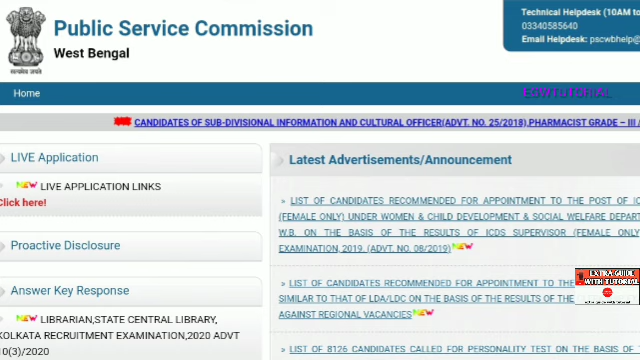 Technical Helpdesk (10AM to
Public Service Commission
03340585640
West Bengal
Email Helpdesk: pscwbhelp@
सत्यमेव जयते
Home
ESWTUTORIAL
CANDIDATES OF SUB-DIVISIONAL INFORMATION AND CULTURAL OFFICER(ADVT. NO. 25/2018),PHARMACIST GRADE – III /
LIVE Application
NEW LIVE APPLICATION LINKS
Click here!
Proactive Disclosure
Answer Key Response
NEW LIBRARIAN,STATE CENTRAL LIBRARY,
KOLKATA RECRUITMENT EXAMINATION,2020 ADVT
10(3)/2020
Latest Advertisements/Announcement
» LIST OF CANDIDATES RECOMMENDED FOR APPOINTMENT TO THE POST OF IC
(FEMALE ONLY) UNDER WOMEN & CHILD DEVELOPMENT & SOCIAL WELFARE DEPAR
W.B. ON THE BASIS OF THE RESULTS OF ICDS SUPERVISOR (FEMALE ONLY
EXAMINATION, 2019. (ADVT. NO. 08/2019) NEW
» LIST OF CANDIDATES RECOMMENDED FOR APPOINTMENT TO THE
SIMILAR TO THAT OF LDA/LDC ON THE BASIS OF THE RESULTS OF THE
AGAINST REGIONAL VACANCIES NEW
» LIST OF 8126 CANDIDATES CALLED FOR PERSONALITY TEST ON THE BASIS OF
EXTRA GUIDE
WITH TUTORIAL